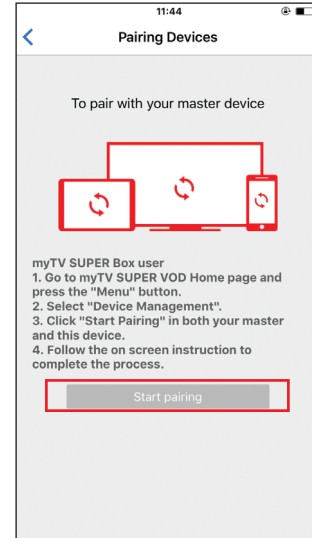 11:44
Pairing Devices
To pair with your master device
myTV SUPER Box user
1. Go to myTV SUPER VOD Home page and
press the "Menu" button.
2. Select "Device Management".
3. Click "Start Pairing" in both your master
and this device.
4. Follow the on screen instruction to
complete the process.
Start pairing